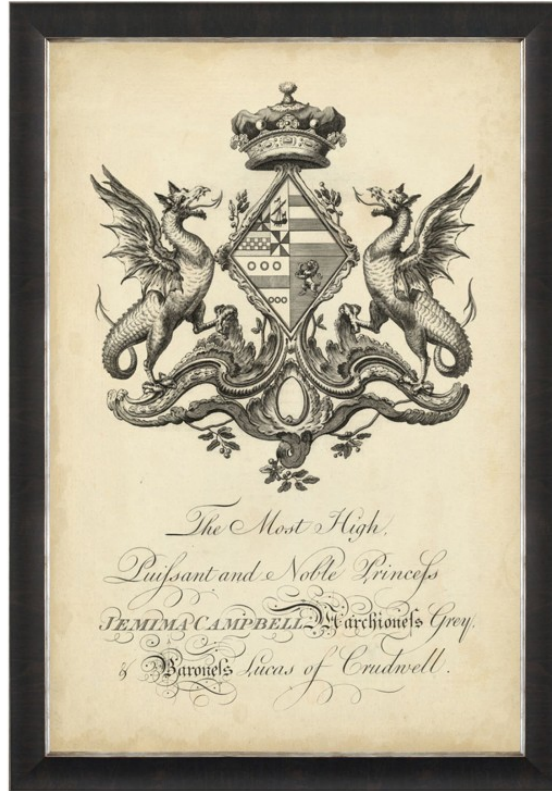 The Most High,
Puiſsant and Noble Princeſs
JEMIMA CAMPBELL Marchioneſs Grey,
& Baroneſs Lucas of Crudwell.